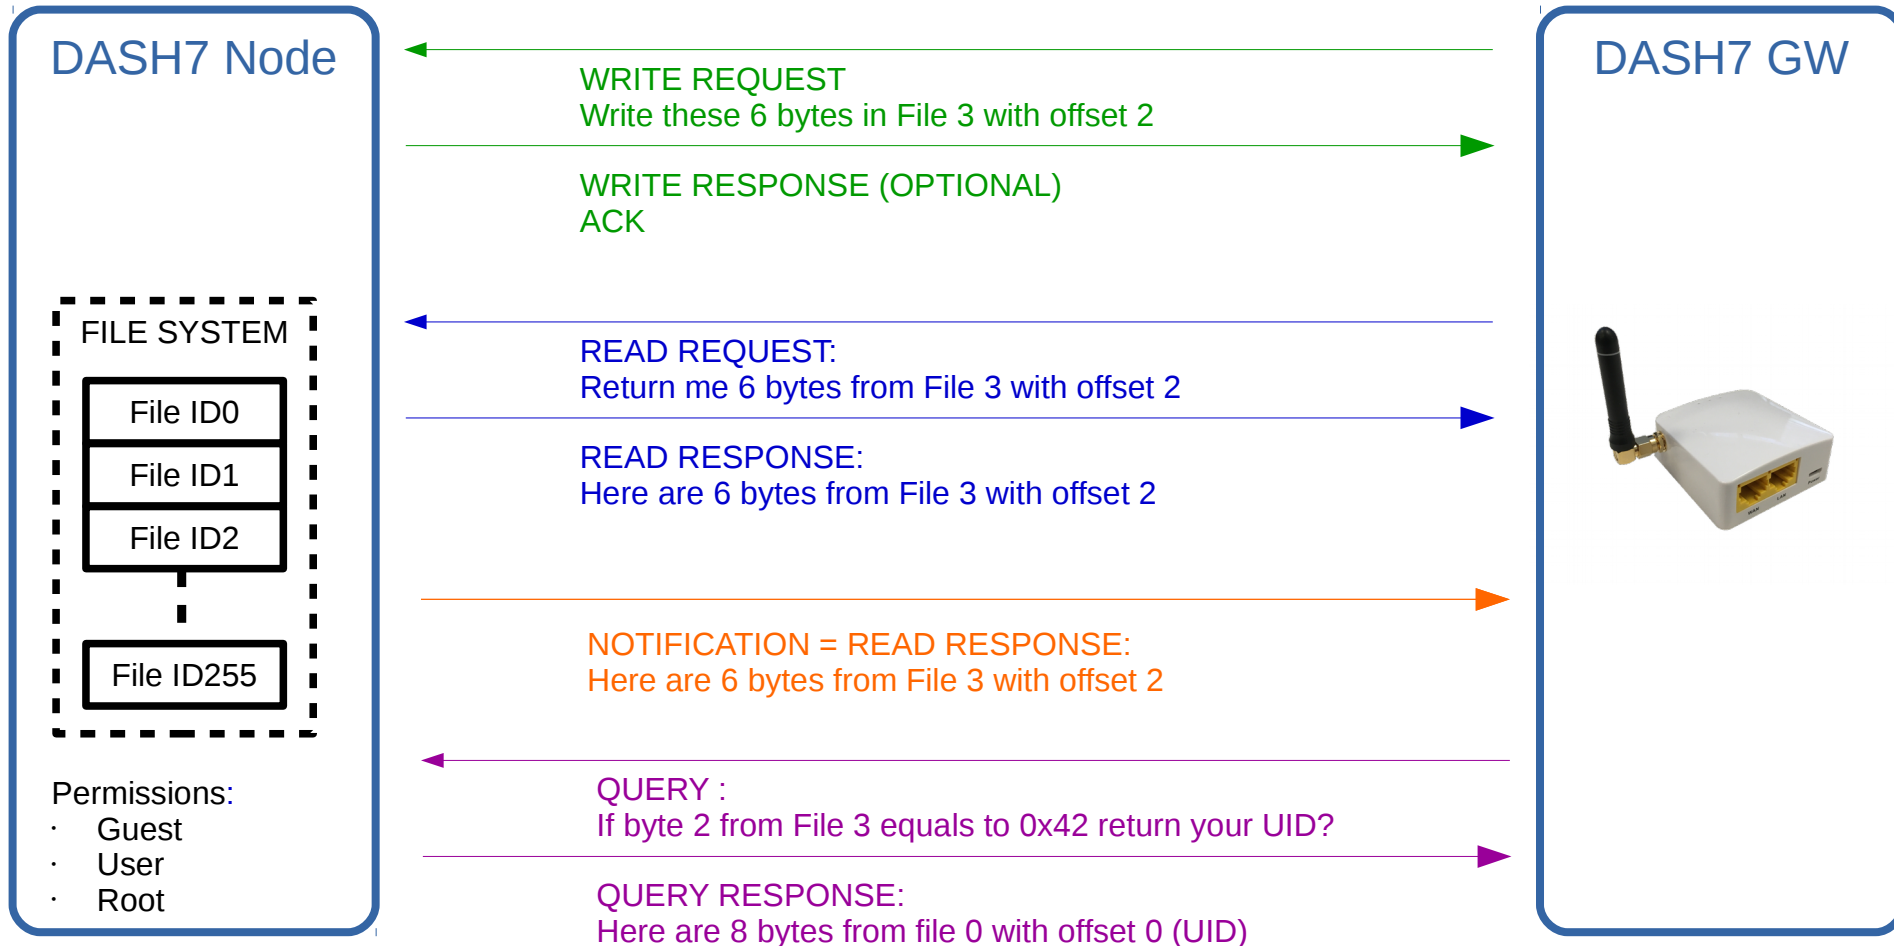 DASH7 Node
FILE SYSTEM
File ID0
File ID1
File ID2
File ID255
Permissions:
· Guest
· User
· Root
WRITE REQUEST
Write these 6 bytes in File 3 with offset 2
WRITE RESPONSE (OPTIONAL)
ACK
READ REQUEST:
Return me 6 bytes from File 3 with offset 2
READ RESPONSE:
Here are 6 bytes from File 3 with offset 2
NOTIFICATION = READ RESPONSE:
Here are 6 bytes from File 3 with offset 2
QUERY :
If byte 2 from File 3 equals to 0x42 return your UID?
QUERY RESPONSE:
Here are 8 bytes from file 0 with offset 0 (UID)
DASH7 GW
WAN
LAN